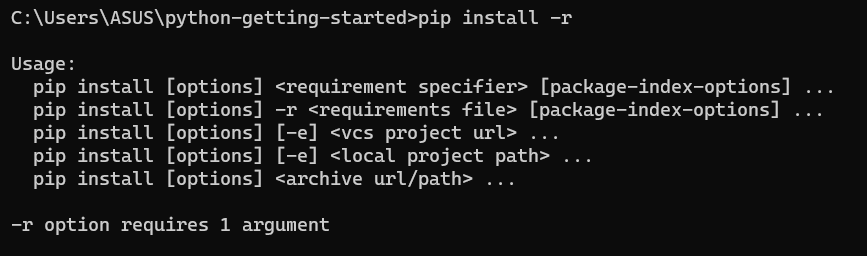 C:\Users\ASUS\python-getting-started>pip install -r
Usage:
  pip install [options] <requirement specifier> [package-index-options] ...
  pip install [options] -r <requirements file> [package-index-options] ...
  pip install [options] [-e] <vcs project url> ...
  pip install [options] [-e] <local project path> ...
  pip install [options] <archive url/path> ...
-r option requires 1 argument